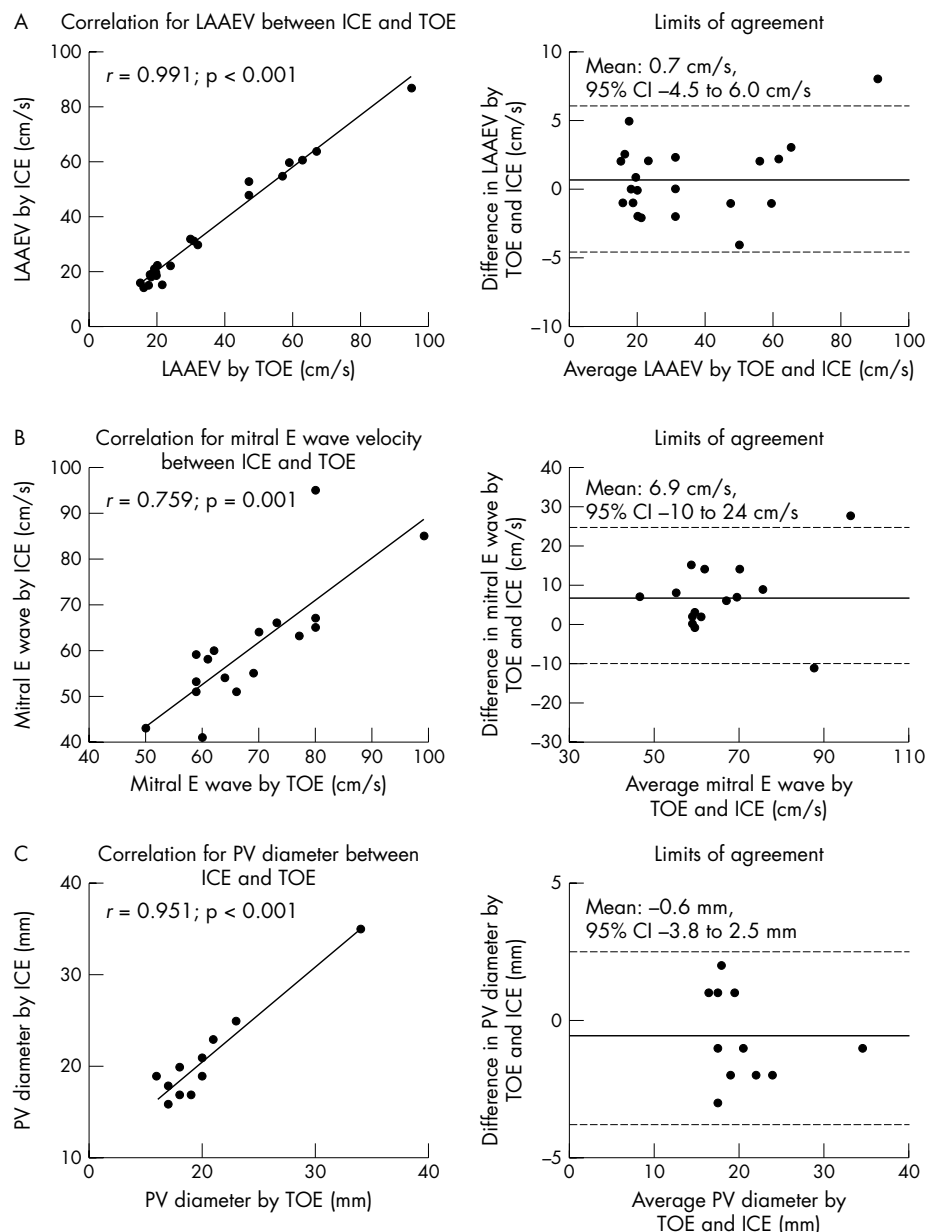 A Correlation for LAAEV between ICE and TOE
100
80
60
40
20
0
LAAEV by ICE (cm/s)
r = 0.991; p < 0.001
0 20 40 60 80 100
LAAEV by TOE (cm/s)
Limits of agreement
10
5
0
–5
–10
Difference in LAAEV by
TOE and ICE (cm/s)
Mean: 0.7 cm/s,
95% CI –4.5 to 6.0 cm/s
0 20 40 60 80 100
Average LAAEV by TOE and ICE (cm/s)
B Correlation for mitral E wave velocity
between ICE and TOE
100
90
80
70
60
50
40
Mitral E wave by ICE (cm/s)
r = 0.759; p = 0.001
40 50 60 70 80 90 100
Mitral E wave by TOE (cm/s)
Limits of agreement
40
30
20
10
0
–10
–20
–30
Difference in mitral E wave by
TOE and ICE (cm/s)
Mean: 6.9 cm/s,
95% CI –10 to 24 cm/s
30 50 70 90 110
Average mitral E wave by
TOE and ICE (cm/s)
C Correlation for PV diameter between
ICE and TOE
40
30
20
10
PV diameter by ICE (mm)
r = 0.951; p < 0.001
0 20 30 40
PV diameter by TOE (mm)
Limits of agreement
5
0
–5
Difference in PV diameter by
TOE and ICE (mm)
Mean: –0.6 mm,
95% CI –3.8 to 2.5 mm
0 10 20 30 40
Average PV diameter by
TOE and ICE (mm)